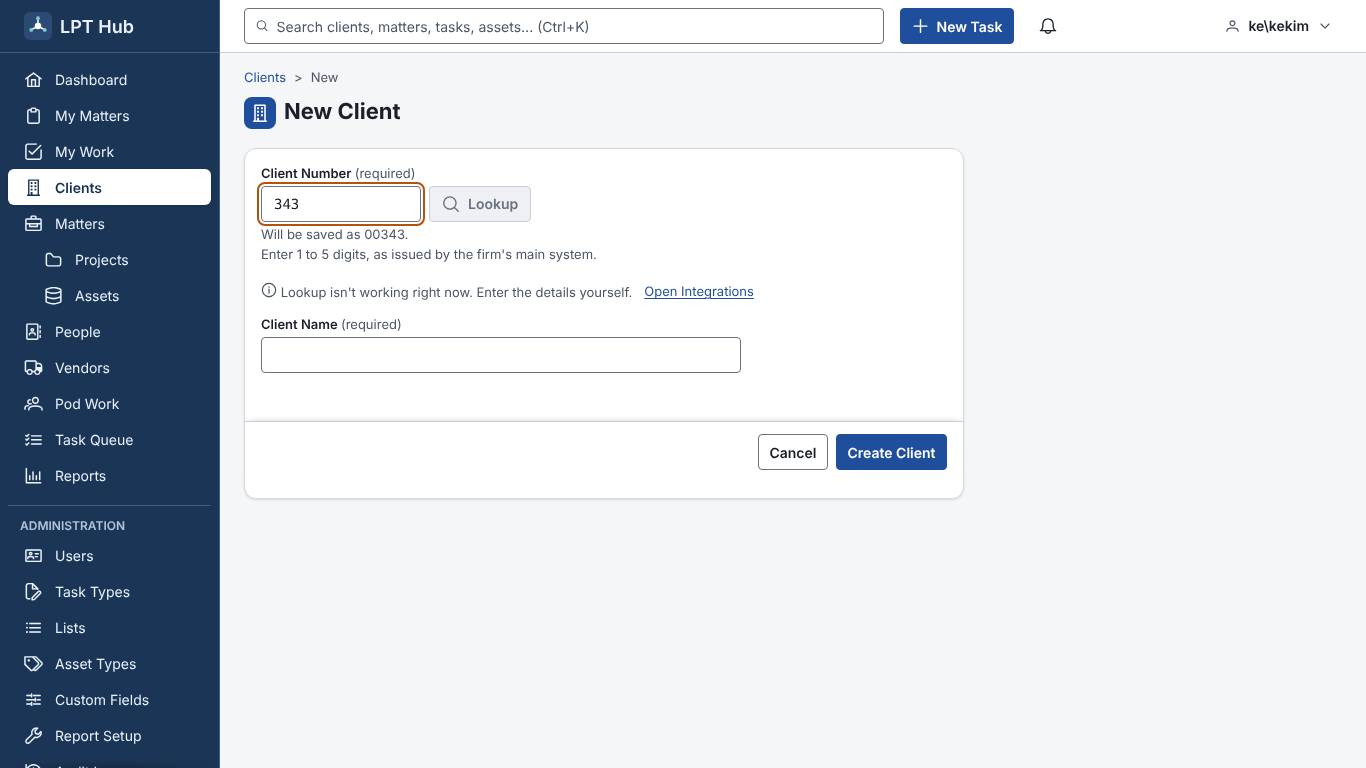 LPT Hub
Search clients, matters, tasks, assets... (Ctrl+K)
New Task
ke\kekim
Dashboard
My Matters
My Work
Clients
Matters
Projects
Assets
People
Vendors
Pod Work
Task Queue
Reports
ADMINISTRATION
Users
Task Types
Lists
Asset Types
Custom Fields
Report Setup
Clients > New
New Client
Client Number (required)
343
Lookup
Will be saved as 00343.
Enter 1 to 5 digits, as issued by the firm's main system.
Lookup isn't working right now. Enter the details yourself. Open Integrations
Client Name (required)
Cancel
Create Client